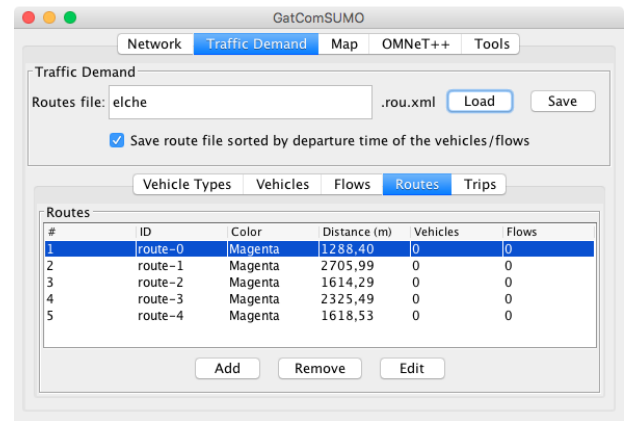 GatComSUMO
Network Traffic Demand Map OMNeT++ Tools
Traffic Demand
Routes file: elche .rou.xml Load Save
Save route file sorted by departure time of the vehicles/flows
Vehicle Types Vehicles Flows Routes Trips
Routes
# ID Color Distance (m) Vehicles Flows
1 route-0 Magenta 1288,40 0 0
2 route-1 Magenta 2705,99 0 0
3 route-2 Magenta 1614,29 0 0
4 route-3 Magenta 2325,49 0 0
5 route-4 Magenta 1618,53 0 0
Add Remove Edit